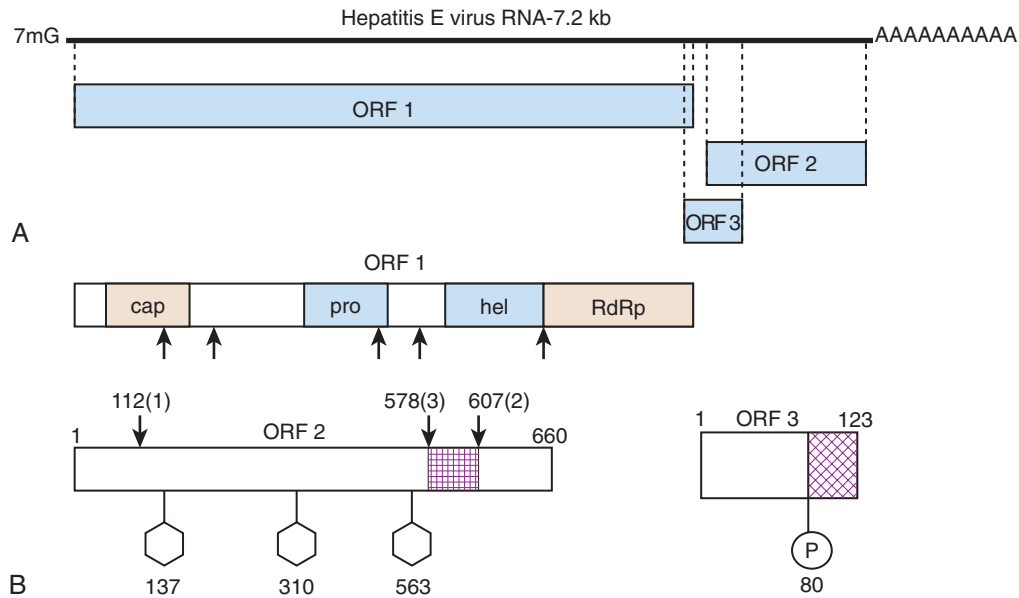 Hepatitis E virus RNA-7.2 kb
7mG AAAAAAAAAA
ORF 1
ORF 2
ORF 3
A
ORF 1
cap pro hel RdRp
112(1) 578(3) 607(2)
1 ORF 2 660
1 ORF 3 123
P
137 310 563
80
B